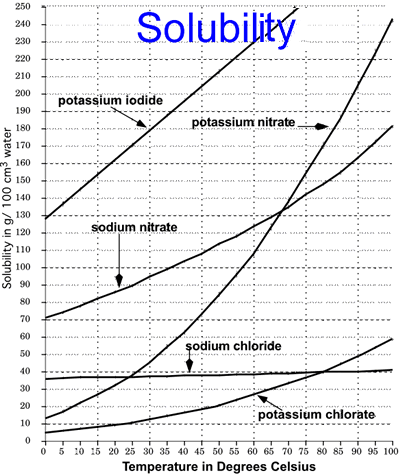 Solubility
250
240
230
220
210
200
190
180
170
160
150
140
130
120
110
100
90
80
70
60
50
40
30
20
10
0
Solubility in g/ 100 cm³ water
potassium iodide
potassium nitrate
sodium nitrate
sodium chloride
potassium chlorate
0 5 10 15 20 25 30 35 40 45 50 55 60 65 70 75 80 85 90 95 100
Temperature in Degrees Celsius